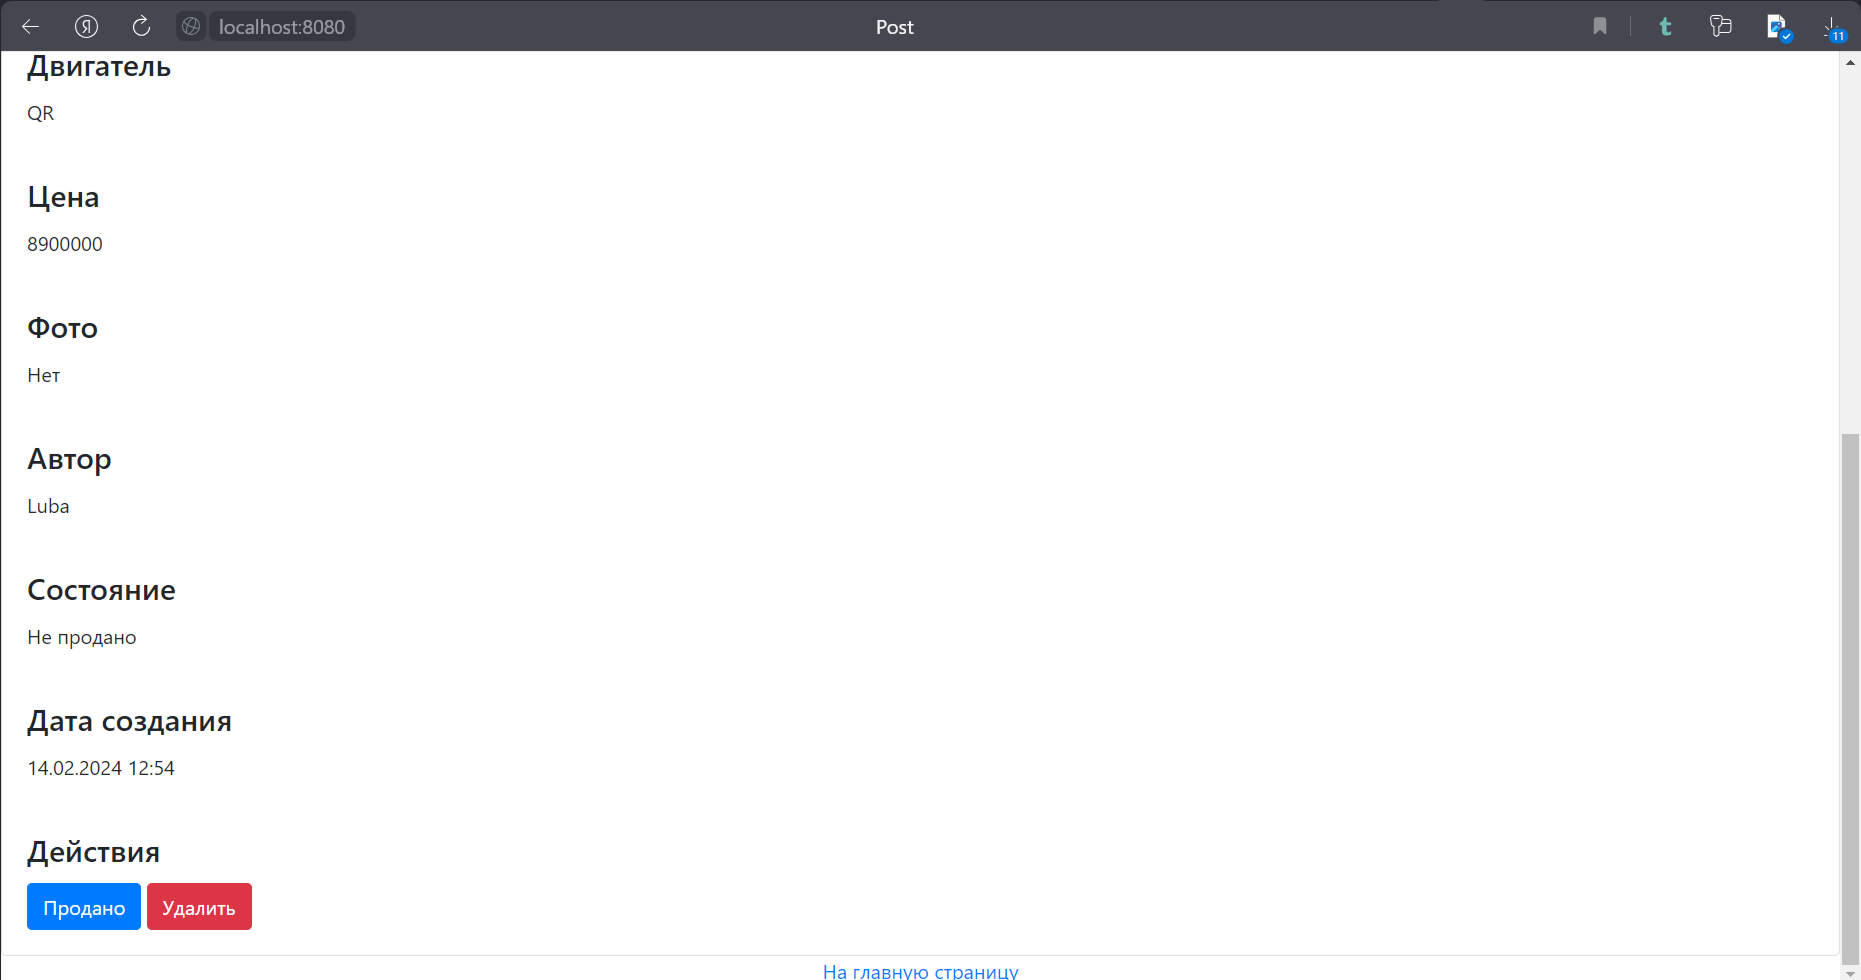 localhost:8080
Post
11
Двигатель
QR
Цена
8900000
Фото
Нет
Автор
Luba
Состояние
Не продано
Дата создания
14.02.2024 12:54
Действия
Продано Удалить
На главную страницу